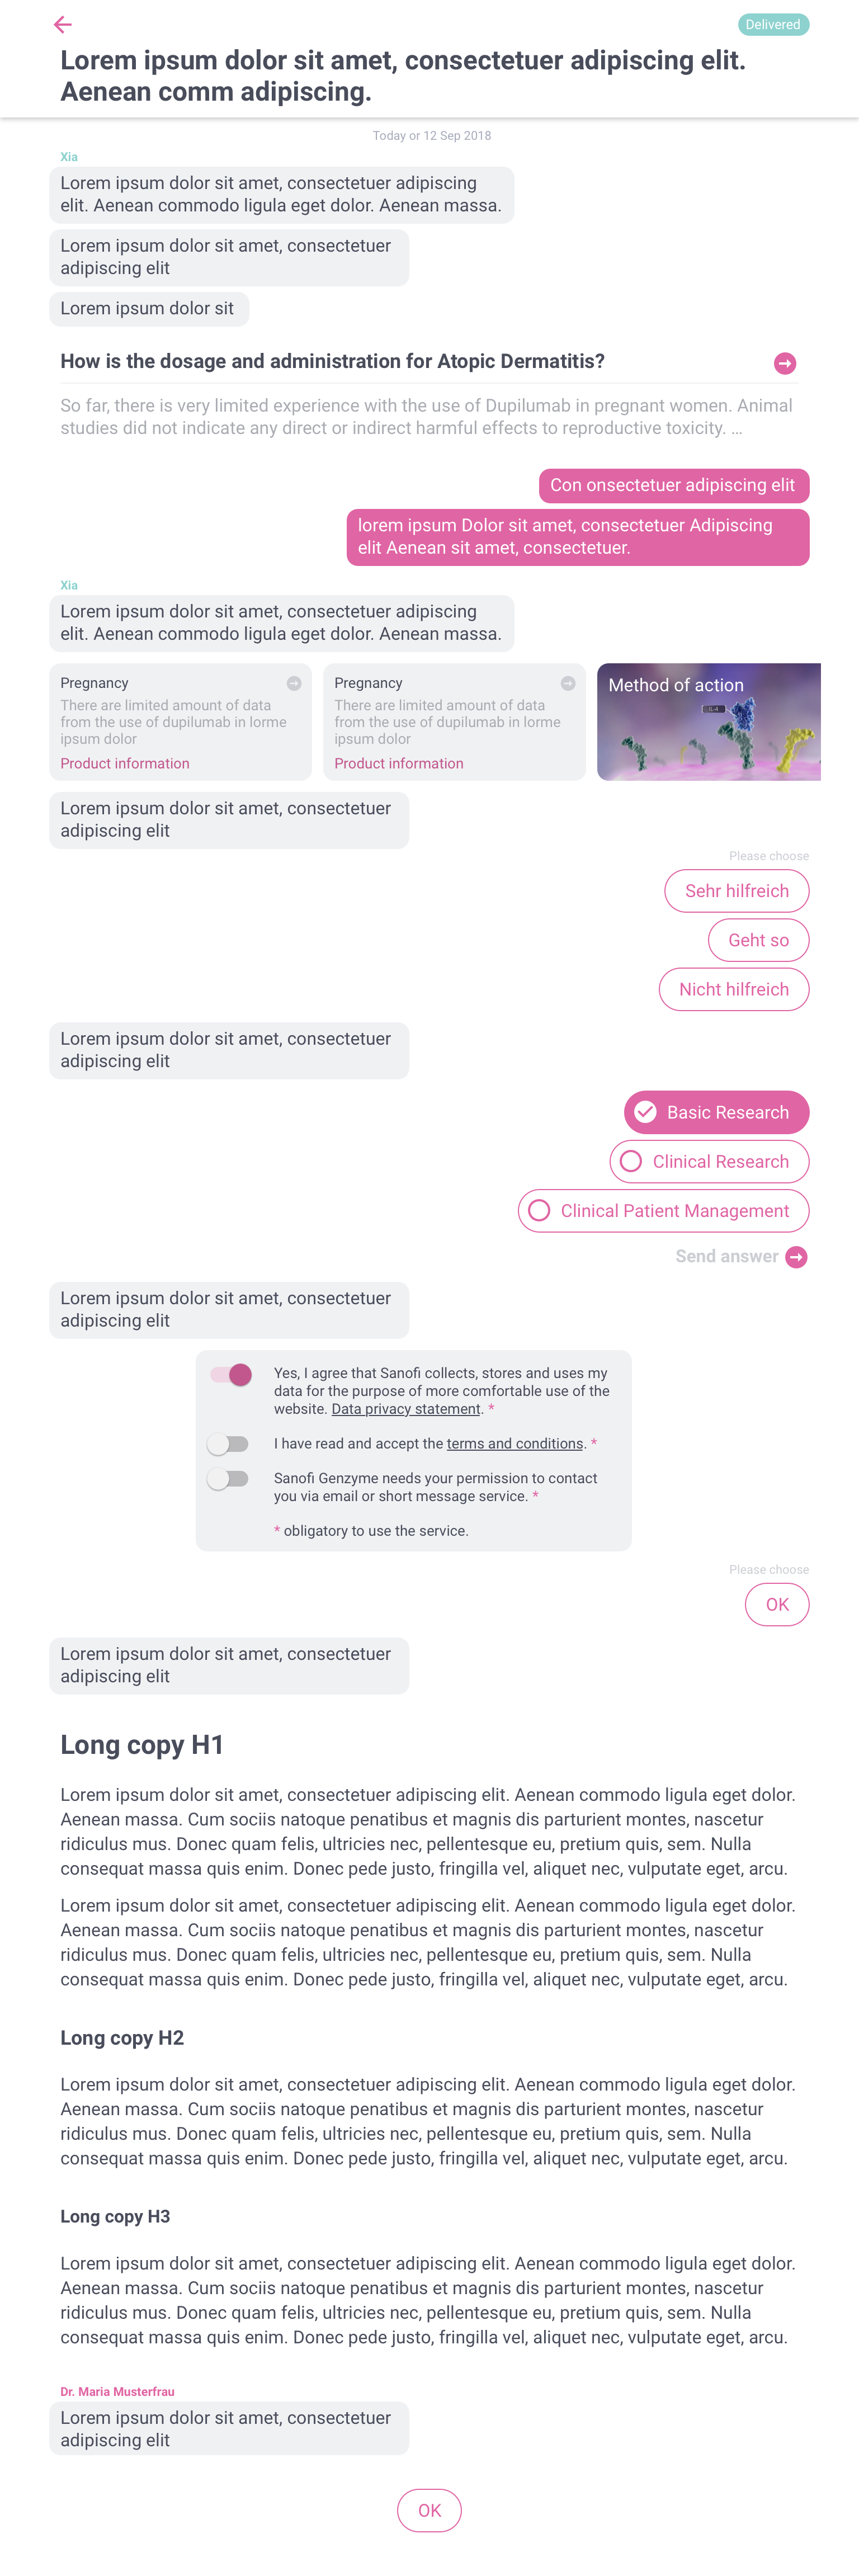 Delivered
Lorem ipsum dolor sit amet, consectetuer adipiscing elit.
Aenean comm adipiscing.
Today or 12 Sep 2018
Xia
Lorem ipsum dolor sit amet, consectetuer adipiscing
elit. Aenean commodo ligula eget dolor. Aenean massa.
Lorem ipsum dolor sit amet, consectetuer
adipiscing elit
Lorem ipsum dolor sit
How is the dosage and administration for Atopic Dermatitis?
So far, there is very limited experience with the use of Dupilumab in pregnant women. Animal
studies did not indicate any direct or indirect harmful effects to reproductive toxicity. ...
Con onsectetuer adipiscing elit
lorem ipsum Dolor sit amet, consectetuer Adipiscing
elit Aenean sit amet, consectetuer.
Xia
Lorem ipsum dolor sit amet, consectetuer adipiscing
elit. Aenean commodo ligula eget dolor. Aenean massa.
Pregnancy
There are limited amount of data
from the use of dupilumab in lorme
ipsum dolor
Product information
Pregnancy
There are limited amount of data
from the use of dupilumab in lorme
ipsum dolor
Product information
Method of action
IL-4
Lorem ipsum dolor sit amet, consectetuer
adipiscing elit
Please choose
Sehr hilfreich
Geht so
Nicht hilfreich
Lorem ipsum dolor sit amet, consectetuer
adipiscing elit
Basic Research
Clinical Research
Clinical Patient Management
Send answer
Lorem ipsum dolor sit amet, consectetuer
adipiscing elit
Yes, I agree that Sanofi collects, stores and uses my
data for the purpose of more comfortable use of the
website. Data privacy statement. *
I have read and accept the terms and conditions. *
Sanofi Genzyme needs your permission to contact
you via email or short message service. *
* obligatory to use the service.
Please choose
OK
Lorem ipsum dolor sit amet, consectetuer
adipiscing elit
Long copy H1
Lorem ipsum dolor sit amet, consectetuer adipiscing elit. Aenean commodo ligula eget dolor.
Aenean massa. Cum sociis natoque penatibus et magnis dis parturient montes, nascetur
ridiculus mus. Donec quam felis, ultricies nec, pellentesque eu, pretium quis, sem. Nulla
consequat massa quis enim. Donec pede justo, fringilla vel, aliquet nec, vulputate eget, arcu.
Lorem ipsum dolor sit amet, consectetuer adipiscing elit. Aenean commodo ligula eget dolor.
Aenean massa. Cum sociis natoque penatibus et magnis dis parturient montes, nascetur
ridiculus mus. Donec quam felis, ultricies nec, pellentesque eu, pretium quis, sem. Nulla
consequat massa quis enim. Donec pede justo, fringilla vel, aliquet nec, vulputate eget, arcu.
Long copy H2
Lorem ipsum dolor sit amet, consectetuer adipiscing elit. Aenean commodo ligula eget dolor.
Aenean massa. Cum sociis natoque penatibus et magnis dis parturient montes, nascetur
ridiculus mus. Donec quam felis, ultricies nec, pellentesque eu, pretium quis, sem. Nulla
consequat massa quis enim. Donec pede justo, fringilla vel, aliquet nec, vulputate eget, arcu.
Long copy H3
Lorem ipsum dolor sit amet, consectetuer adipiscing elit. Aenean commodo ligula eget dolor.
Aenean massa. Cum sociis natoque penatibus et magnis dis parturient montes, nascetur
ridiculus mus. Donec quam felis, ultricies nec, pellentesque eu, pretium quis, sem. Nulla
consequat massa quis enim. Donec pede justo, fringilla vel, aliquet nec, vulputate eget, arcu.
Dr. Maria Musterfrau
Lorem ipsum dolor sit amet, consectetuer
adipiscing elit
OK